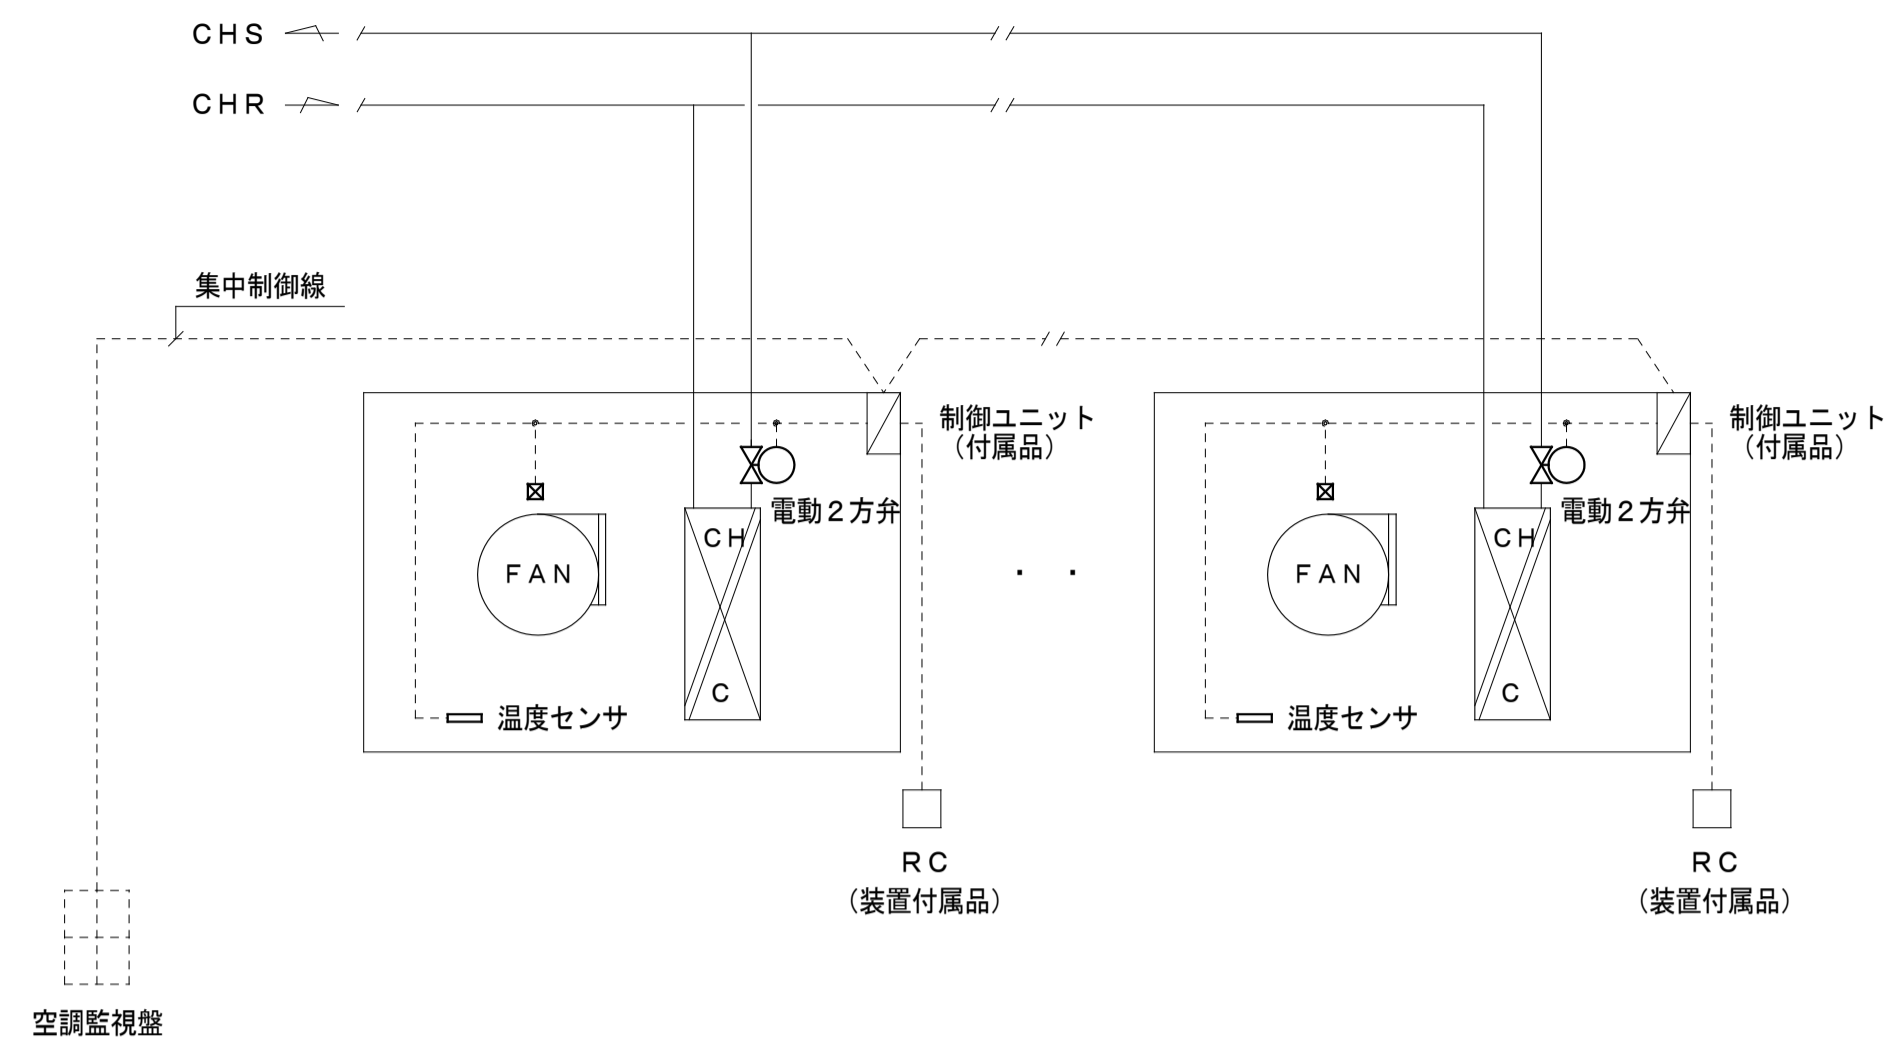 CHS
CHR
集中制御線
制御ユニット
（付属品）
制御ユニット
（付属品）
電動２方弁
電動２方弁
CH
CH
FAN
FAN
C
C
温度センサ
温度センサ
RC
（装置付属品）
RC
（装置付属品）
空調監視盤